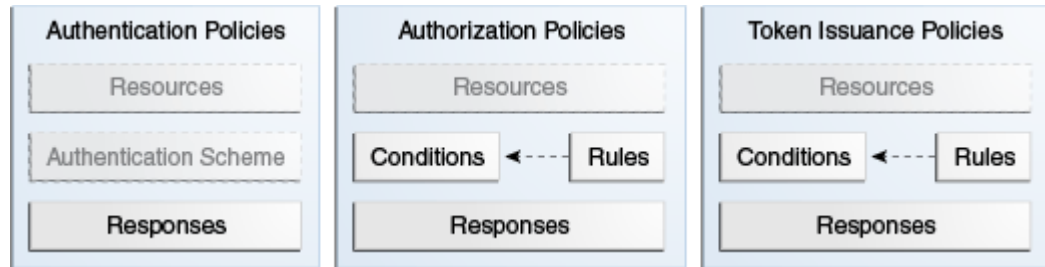 Authentication Policies
Resources
Authentication Scheme
Responses
Authorization Policies
Resources
Conditions
Rules
Responses
Token Issuance Policies
Resources
Conditions
Rules
Responses